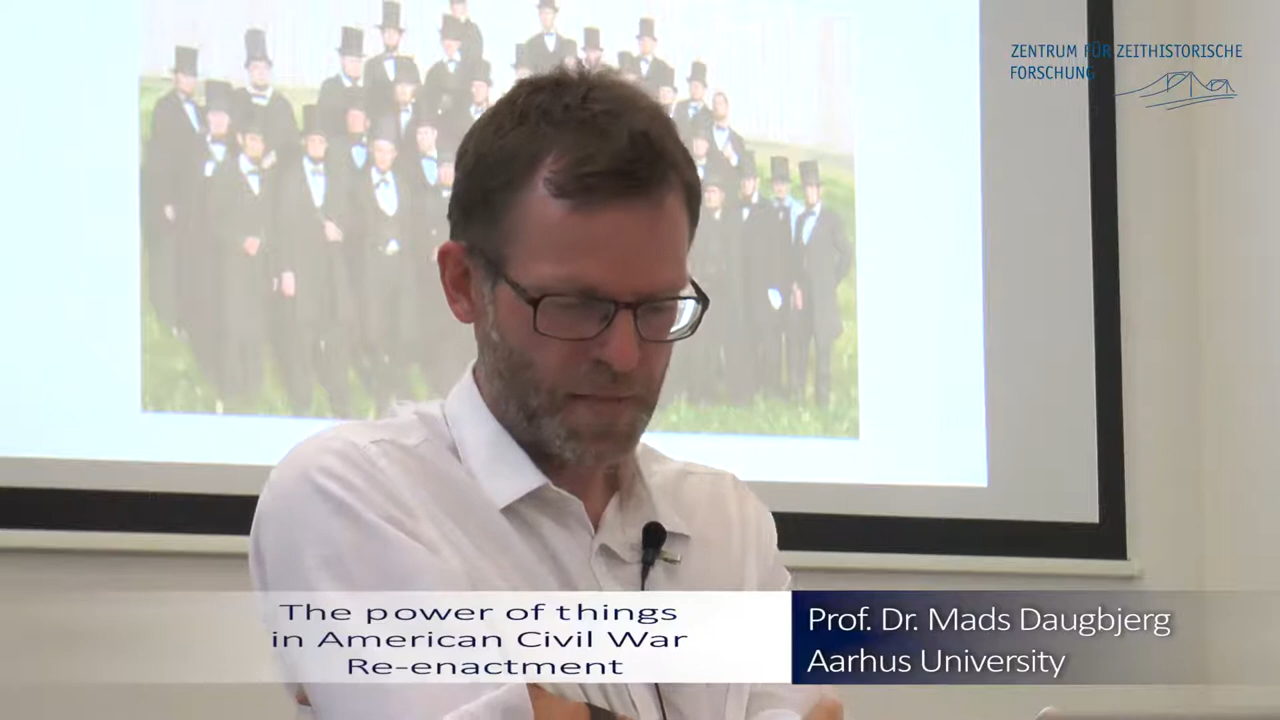 ZENTRUM FÜR ZEITHISTORISCHE
FORSCHUNG
The power of things
in American Civil War
Re-enactment
Prof. Dr. Mads Daugbjerg
Aarhus University